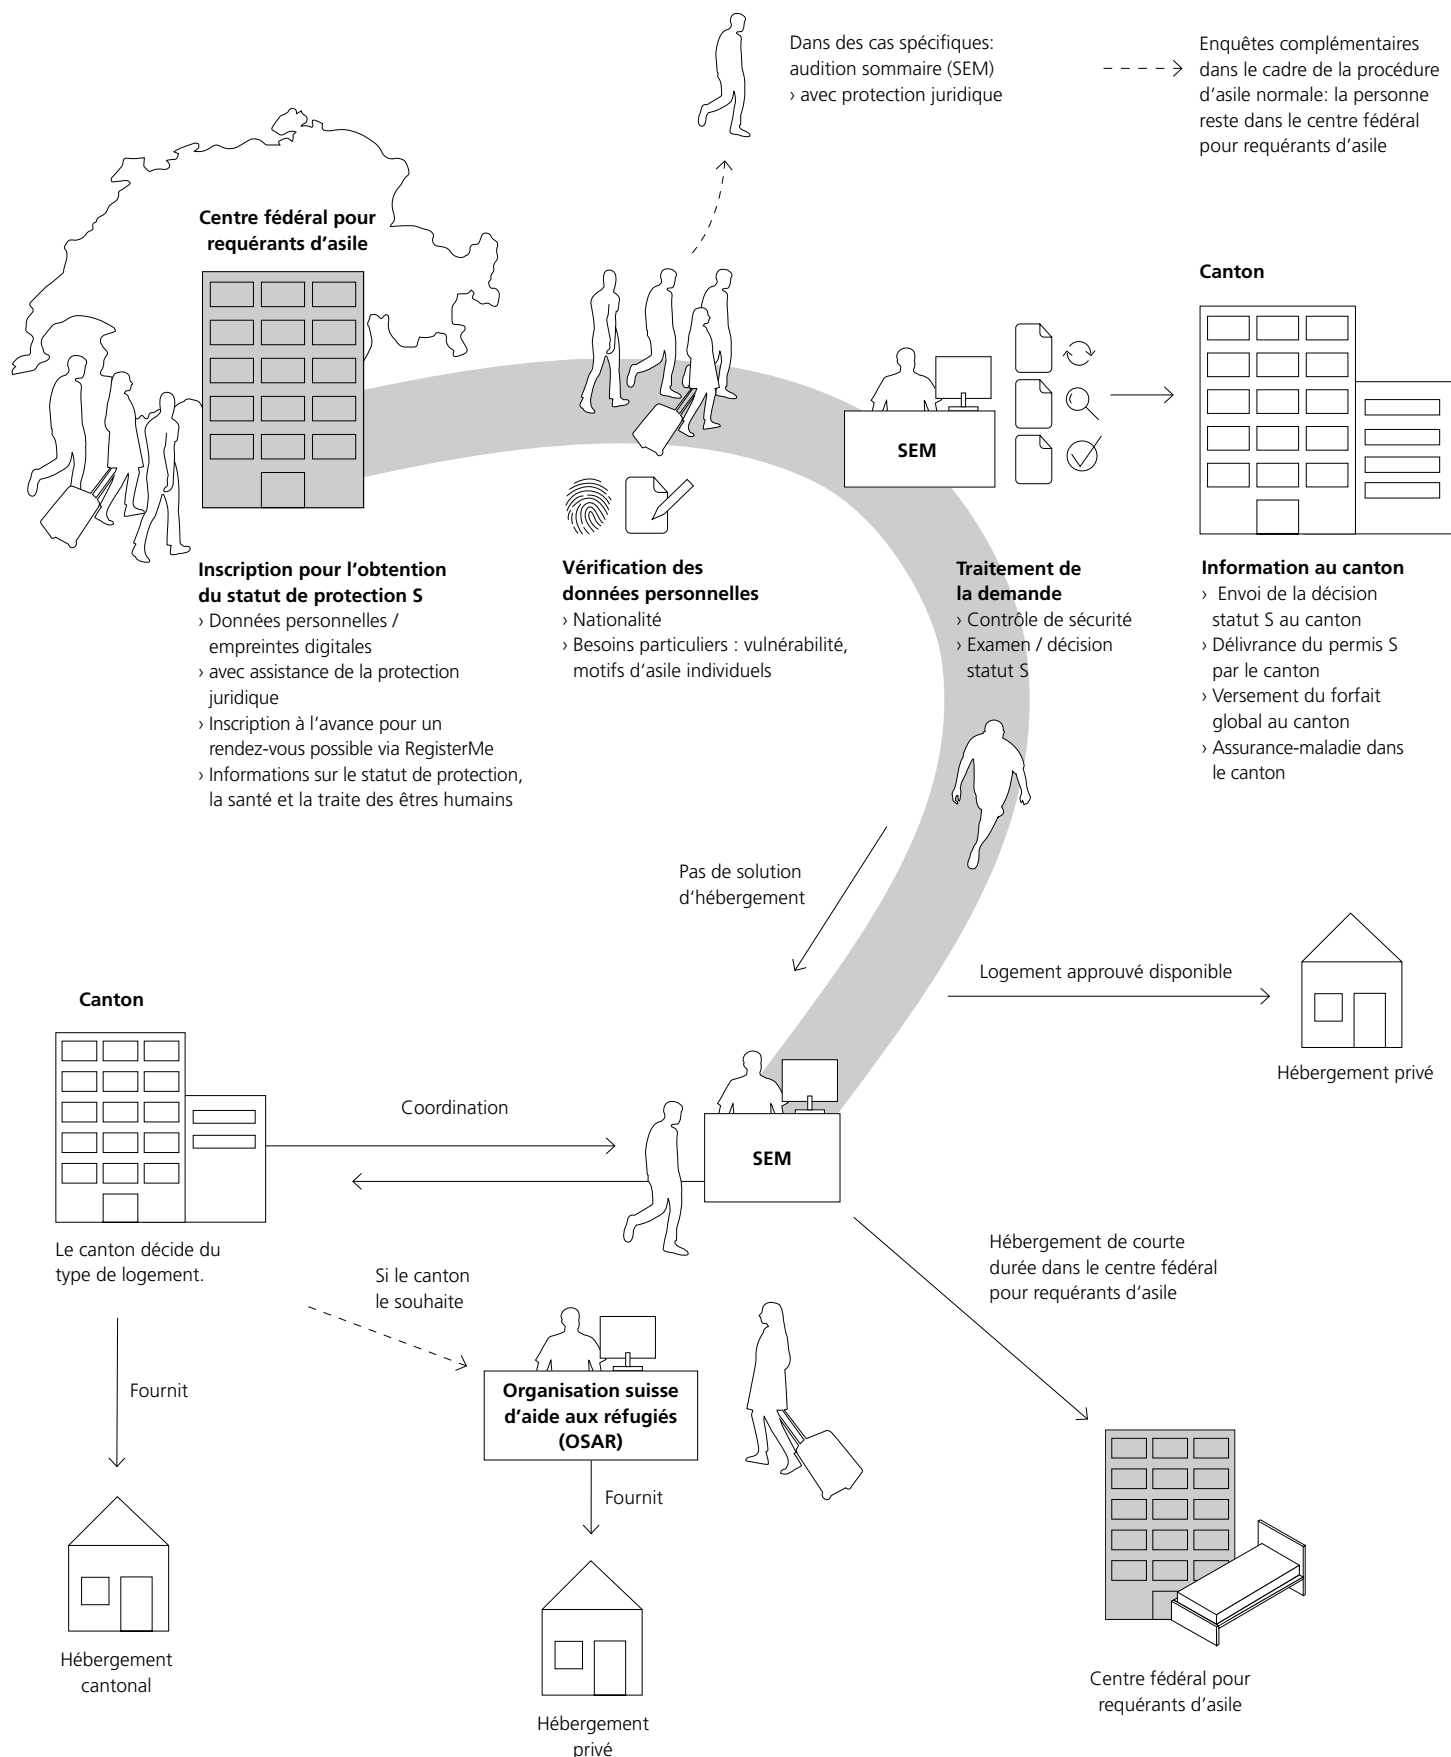 Dans des cas spécifiques:
audition sommaire (SEM)
› avec protection juridique
Enquêtes complémentaires
dans le cadre de la procédure
d'asile normale: la personne
reste dans le centre fédéral
pour requérants d'asile
Centre fédéral pour
requérants d'asile
Canton
SEM
Inscription pour l'obtention
du statut de protection S
› Données personnelles /
empreintes digitales
› avec assistance de la protection
juridique
› Inscription à l'avance pour un
rendez-vous possible via RegisterMe
› Informations sur le statut de protection,
la santé et la traite des êtres humains
Vérification des
données personnelles
› Nationalité
› Besoins particuliers : vulnérabilité,
motifs d'asile individuels
Traitement de
la demande
› Contrôle de sécurité
› Examen / décision
statut S
Information au canton
› Envoi de la décision
statut S au canton
› Délivrance du permis S
par le canton
› Versement du forfait
global au canton
› Assurance-maladie dans
le canton
Pas de solution
d'hébergement
Logement approuvé disponible
Hébergement privé
Canton
Coordination
SEM
Le canton décide du
type de logement.
Si le canton
le souhaite
Hébergement de courte
durée dans le centre fédéral
pour requérants d'asile
Fournit
Organisation suisse
d'aide aux réfugiés
(OSAR)
Fournit
Hébergement
cantonal
Hébergement
privé
Centre fédéral pour
requérants d'asile